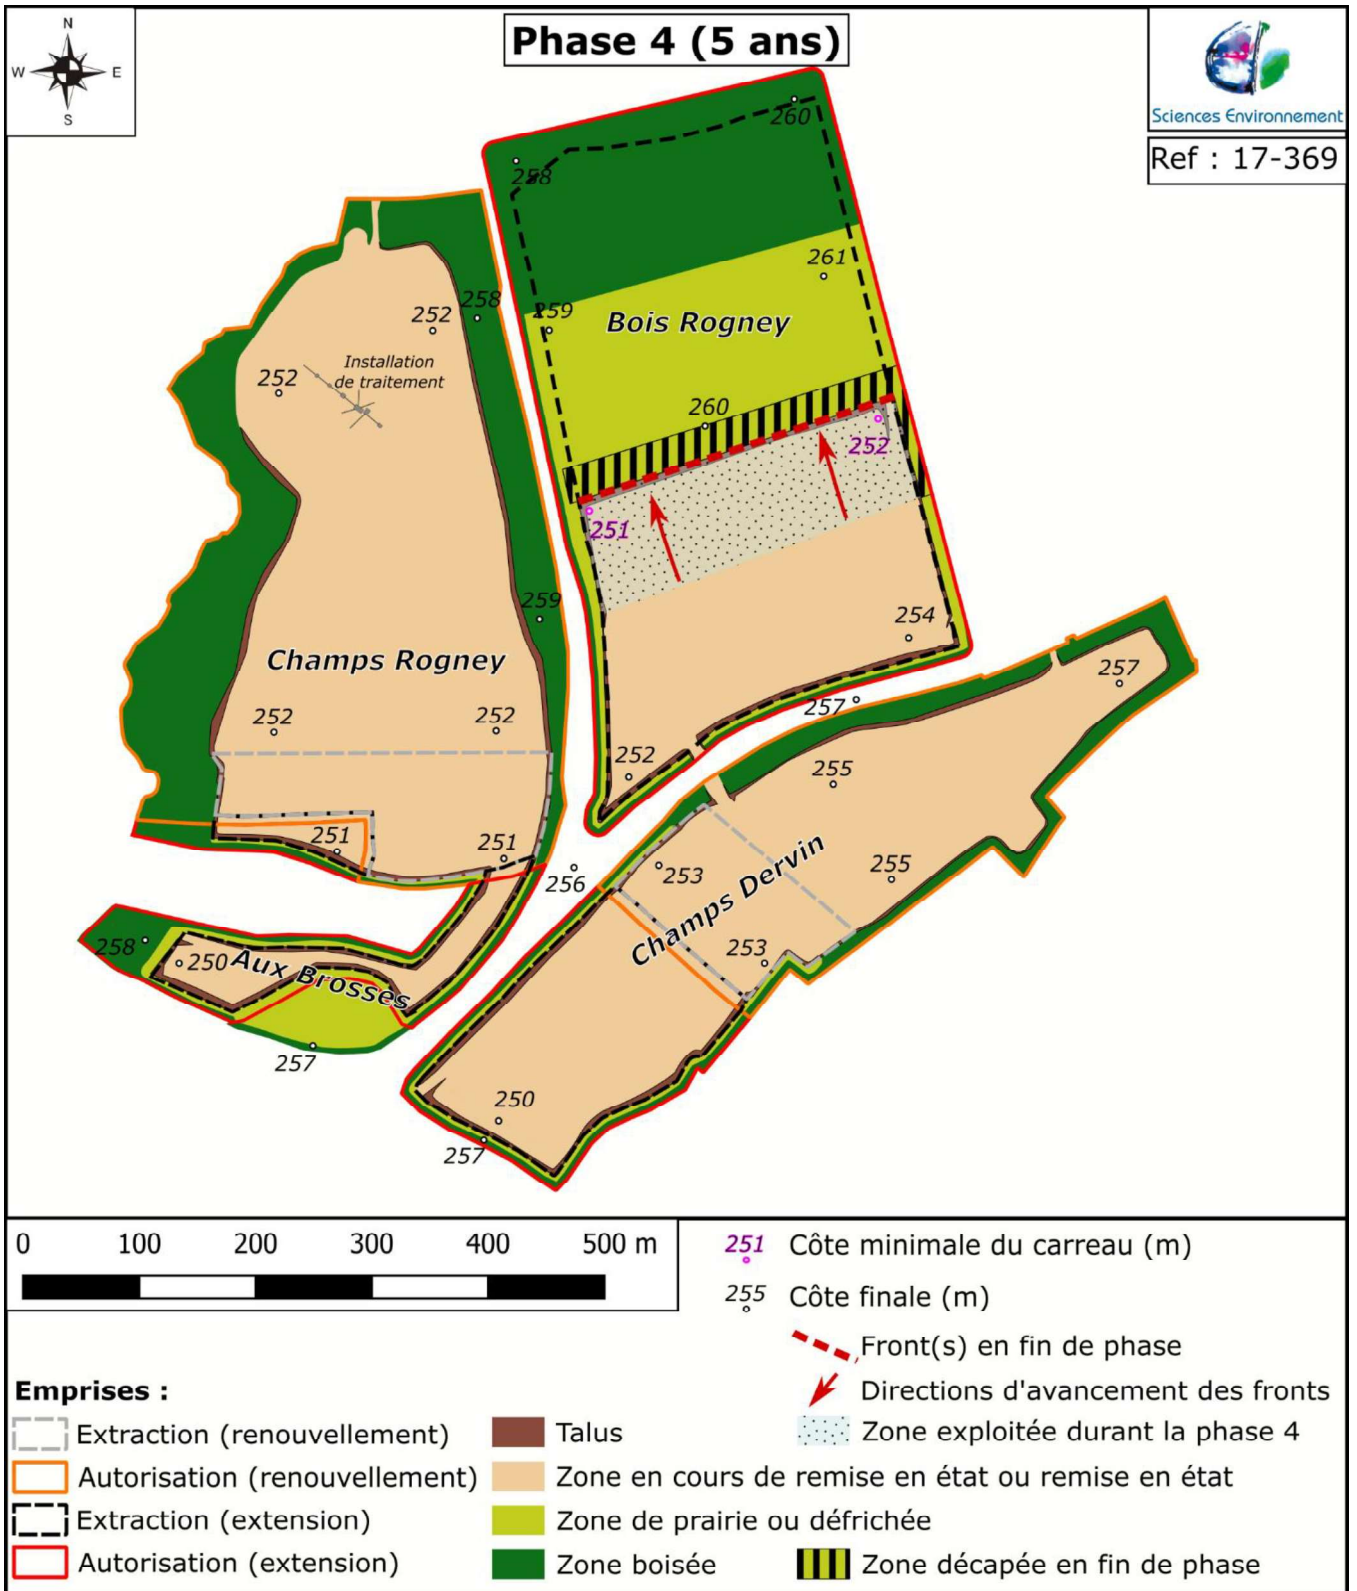 N
W E
S
Phase 4 (5 ans)
Sciences Environnement
Ref : 17-369
260
258
261
258
259
Bois Rogney
252
Installation
de traitement
252
260
252
251
259
254
Champs Rogney
257
257
252
252
252
255
251
251
256
253
Champs Dervin
255
253
258
250
Aux Brosses
257
250
257
0 100 200 300 400 500 m
251 Côte minimale du carreau (m)
255 Côte finale (m)
Front(s) en fin de phase
Directions d'avancement des fronts
Emprises :
Extraction (renouvellement)
Talus
Zone exploitée durant la phase 4
Autorisation (renouvellement)
Zone en cours de remise en état ou remise en état
Extraction (extension)
Zone de prairie ou défrichée
Autorisation (extension)
Zone boisée
Zone décapée en fin de phase